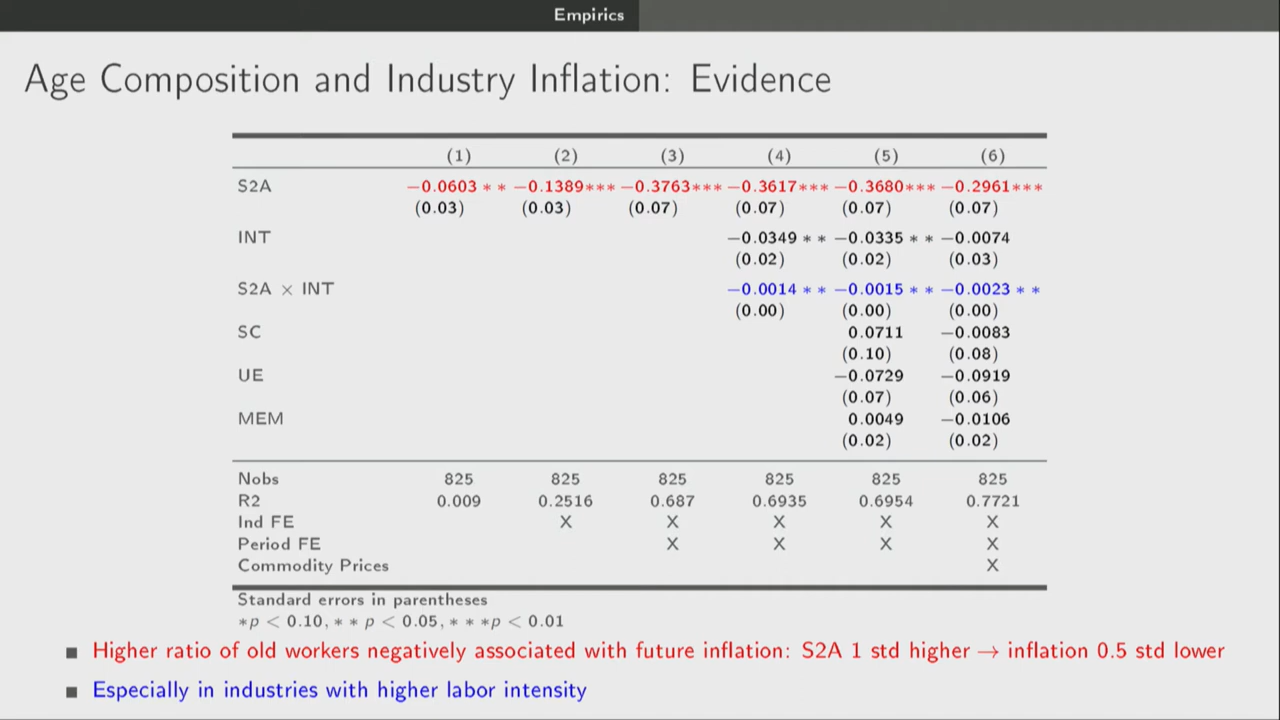 Empirics
Age Composition and Industry Inflation: Evidence
(1) (2) (3) (4) (5) (6)
S2A −0.0603 ∗∗ −0.1389∗∗∗ −0.3763∗∗∗ −0.3617∗∗∗ −0.3680∗∗∗ −0.2961∗∗∗
(0.03) (0.03) (0.07) (0.07) (0.07) (0.07)
INT −0.0349 ∗∗ −0.0335 ∗∗ −0.0074
(0.02) (0.02) (0.03)
S2A × INT −0.0014 ∗∗ −0.0015 ∗∗ −0.0023 ∗∗
(0.00) (0.00) (0.00)
SC 0.0711 −0.0083
(0.10) (0.08)
UE −0.0729 −0.0919
(0.07) (0.06)
MEM 0.0049 −0.0106
(0.02) (0.02)
Nobs 825 825 825 825 825 825
R2 0.009 0.2516 0.687 0.6935 0.6954 0.7721
Ind FE X X X X X
Period FE X X X X
Commodity Prices X
Standard errors in parentheses
∗p < 0.10, ∗∗p < 0.05, ∗∗∗p < 0.01
Higher ratio of old workers negatively associated with future inflation: S2A 1 std higher → inflation 0.5 std lower
Especially in industries with higher labor intensity